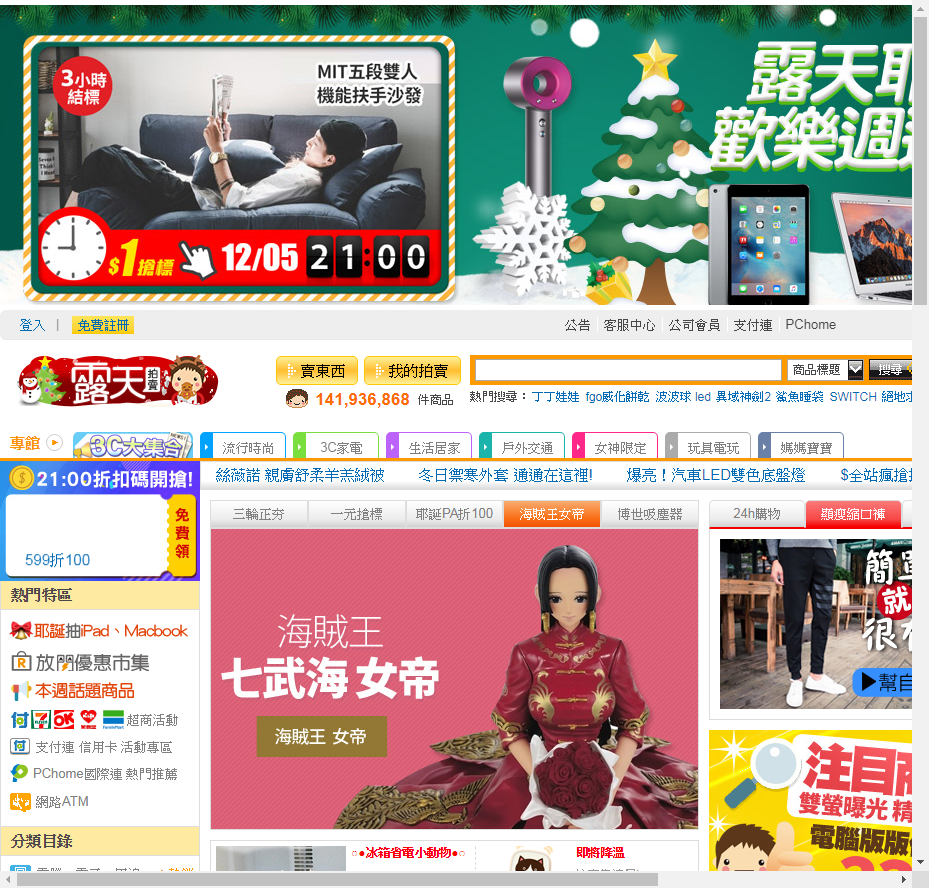 3小時
結標
MIT五段雙人
機能扶手沙發
$1搶標 12/05 21:00
露天耶
歡樂週
登入 | 免費註冊
公告 客服中心 公司會員 支付連 PChome
露天 拍賣
賣東西 我的拍賣
商品標題 搜尋
141,936,868 件商品
熱門搜尋： 丁丁娃娃 fgo威化餅乾 波波球 led 異域神劍2 鯊魚睡袋 SWITCH 絕地求
專館 3C大集合 流行時尚 3C家電 生活居家 戶外交通 女神限定 玩具電玩 媽媽寶寶
21:00折扣碼開搶!
免費領
599折100
絲薇諾 親膚舒柔羊羔絨被 冬日禦寒外套 通通在這裡! 爆亮！汽車LED雙色底盤燈 $全站瘋搶
三輪正夯 一元搶標 耶誕PA折100 海賊王女帝 博世吸塵器
24h購物 顯瘦縮口褲
海賊王
七武海 女帝
海賊王 女帝
簡單
就
很
幫自
熱門特區
耶誕抽iPad、Macbook
放閃優惠市集
本週話題商品
付 OK 超商活動
支付連 信用卡 活動專區
PChome國際連 熱門推薦
網路ATM
分類目錄
注目商
雙螢曝光 精
電腦版版
○●冰箱省電小動物●○
即將降溫